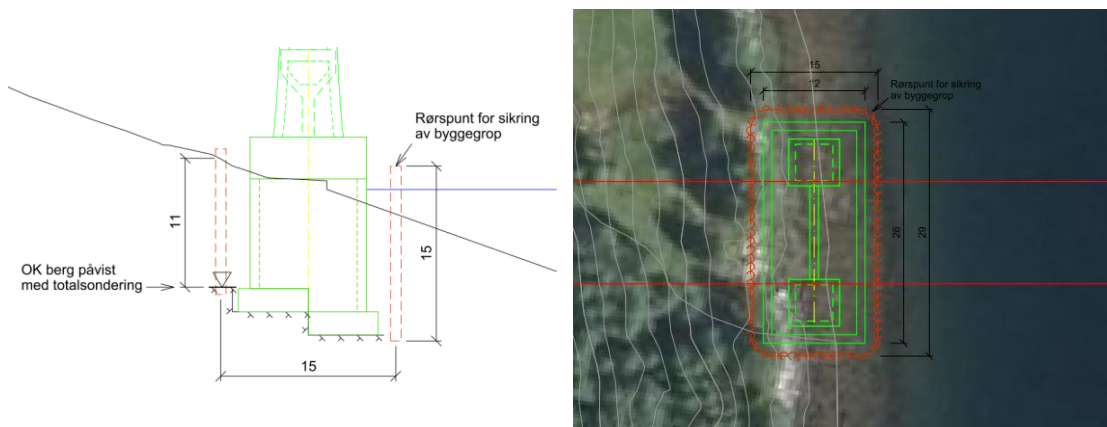 Rørspunt for sikring
av byggegrop
11
15
OK berg påvist
med totalsondering
15
15
12
Rørspunt for sikring
av byggegrop
26
29